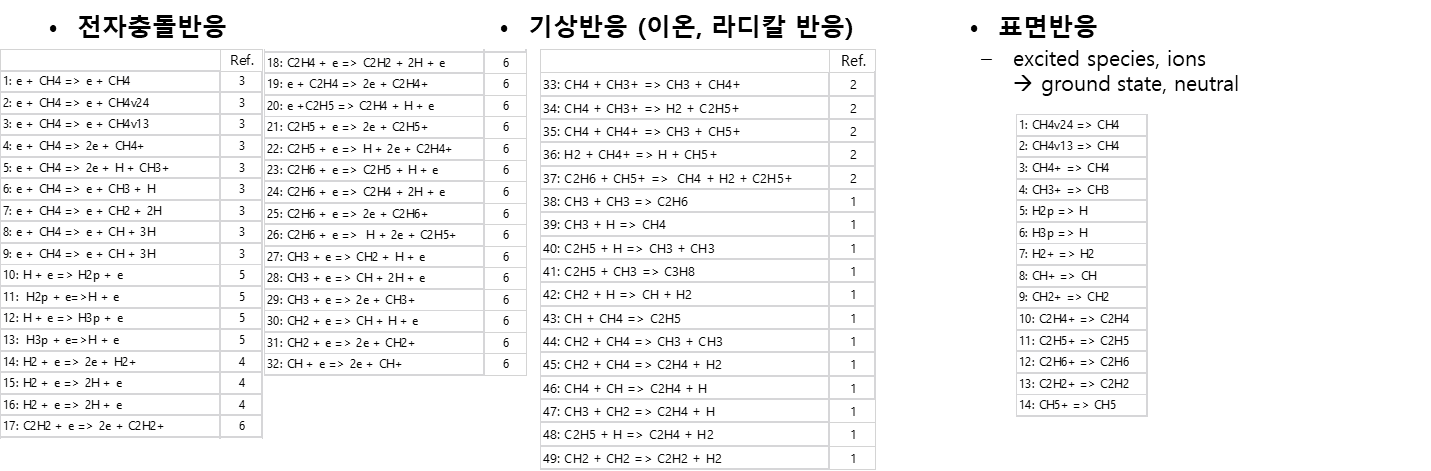 • 전자충돌반응
Ref.
1: e + CH4 => e + CH4 3
2: e + CH4 => e + CH4v24 3
3: e + CH4 => e + CH4v13 3
4: e + CH4 => 2e + CH4+ 3
5: e + CH4 => 2e + H + CH3+ 3
6: e + CH4 => e + CH3 + H 3
7: e + CH4 => e + CH2 + 2H 3
8: e + CH4 => e + CH + 3H 3
9: e + CH4 => e + CH + 3H 3
10: H + e => H2p + e 5
11: H2p + e=>H + e 5
12: H + e => H3p + e 5
13: H3p + e=>H + e 5
14: H2 + e => 2e + H2+ 4
15: H2 + e => 2H + e 4
16: H2 + e => 2H + e 4
17: C2H2 + e => 2e + C2H2+ 6
18: C2H4 + e => C2H2 + 2H + e 6
19: e + C2H4 => 2e + C2H4+ 6
20: e +C2H5 => C2H4 + H + e 6
21: C2H5 + e => 2e + C2H5+ 6
22: C2H5 + e => H + 2e + C2H4+ 6
23: C2H6 + e => C2H5 + H + e 6
24: C2H6 + e => C2H4 + 2H + e 6
25: C2H6 + e => 2e + C2H6+ 6
26: C2H6 + e => H + 2e + C2H5+ 6
27: CH3 + e => CH2 + H + e 6
28: CH3 + e => CH + 2H + e 6
29: CH3 + e => 2e + CH3+ 6
30: CH2 + e => CH + H + e 6
31: CH2 + e => 2e + CH2+ 6
32: CH + e => 2e + CH+ 6
• 기상반응 (이온, 라디칼 반응)
Ref.
33: CH4 + CH3+ => CH3 + CH4+ 2
34: CH4 + CH3+ => H2 + C2H5+ 2
35: CH4 + CH4+ => CH3 + CH5+ 2
36: H2 + CH4+ => H + CH5+ 2
37: C2H6 + CH5+ => CH4 + H2 + C2H5+ 2
38: CH3 + CH3 => C2H6 1
39: CH3 + H => CH4 1
40: C2H5 + H => CH3 + CH3 1
41: C2H5 + CH3 => C3H8 1
42: CH2 + H => CH + H2 1
43: CH + CH4 => C2H5 1
44: CH2 + CH4 => CH3 + CH3 1
45: CH2 + CH4 => C2H4 + H2 1
46: CH4 + CH => C2H4 + H 1
47: CH3 + CH2 => C2H4 + H 1
48: C2H5 + H => C2H4 + H2 1
49: CH2 + CH2 => C2H2 + H2 1
• 표면반응
– excited species, ions
→ ground state, neutral
1: CH4v24 => CH4
2: CH4v13 => CH4
3: CH4+ => CH4
4: CH3+ => CH3
5: H2p => H
6: H3p => H
7: H2+ => H2
8: CH+ => CH
9: CH2+ => CH2
10: C2H4+ => C2H4
11: C2H5+ => C2H5
12: C2H6+ => C2H6
13: C2H2+ => C2H2
14: CH5+ => CH5